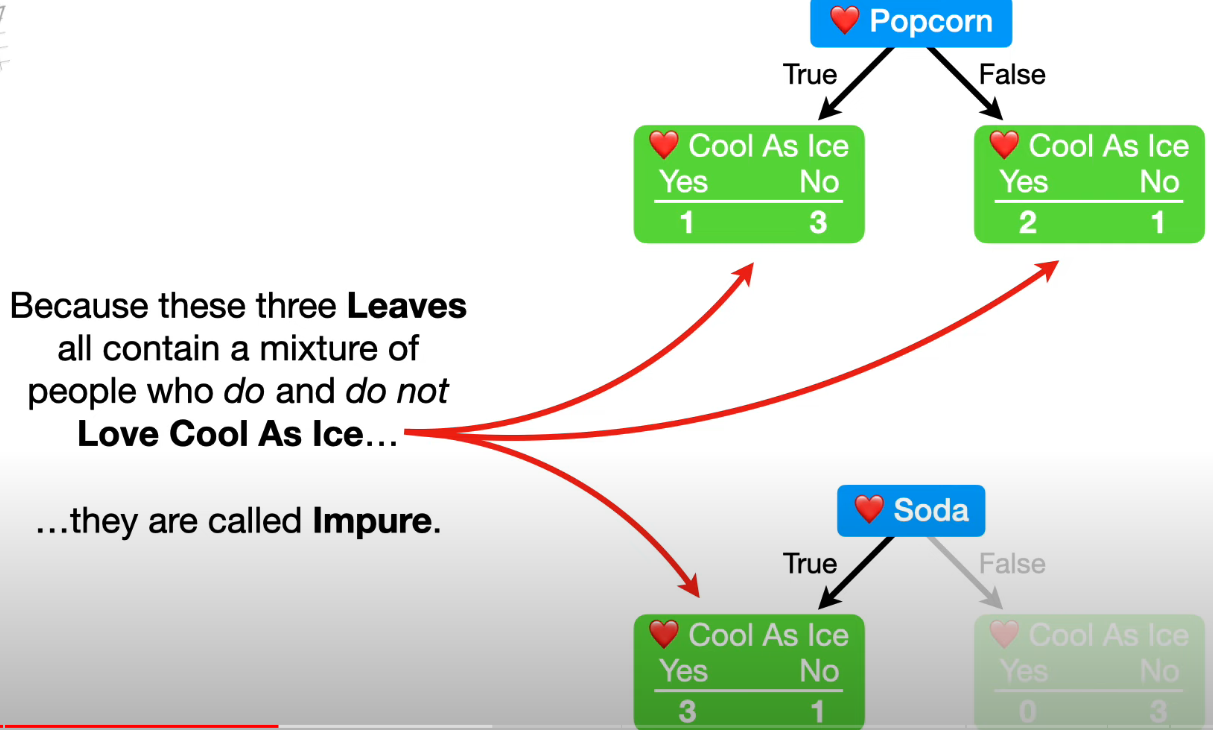 ❤️ Popcorn
True False
❤️ Cool As Ice ❤️ Cool As Ice
Yes No Yes No
1 3 2 1
Because these three Leaves
all contain a mixture of
people who do and do not
Love Cool As Ice…
…they are called Impure.
❤️ Soda
True False
❤️ Cool As Ice ❤️ Cool As Ice
Yes No Yes No
3 1 0 3